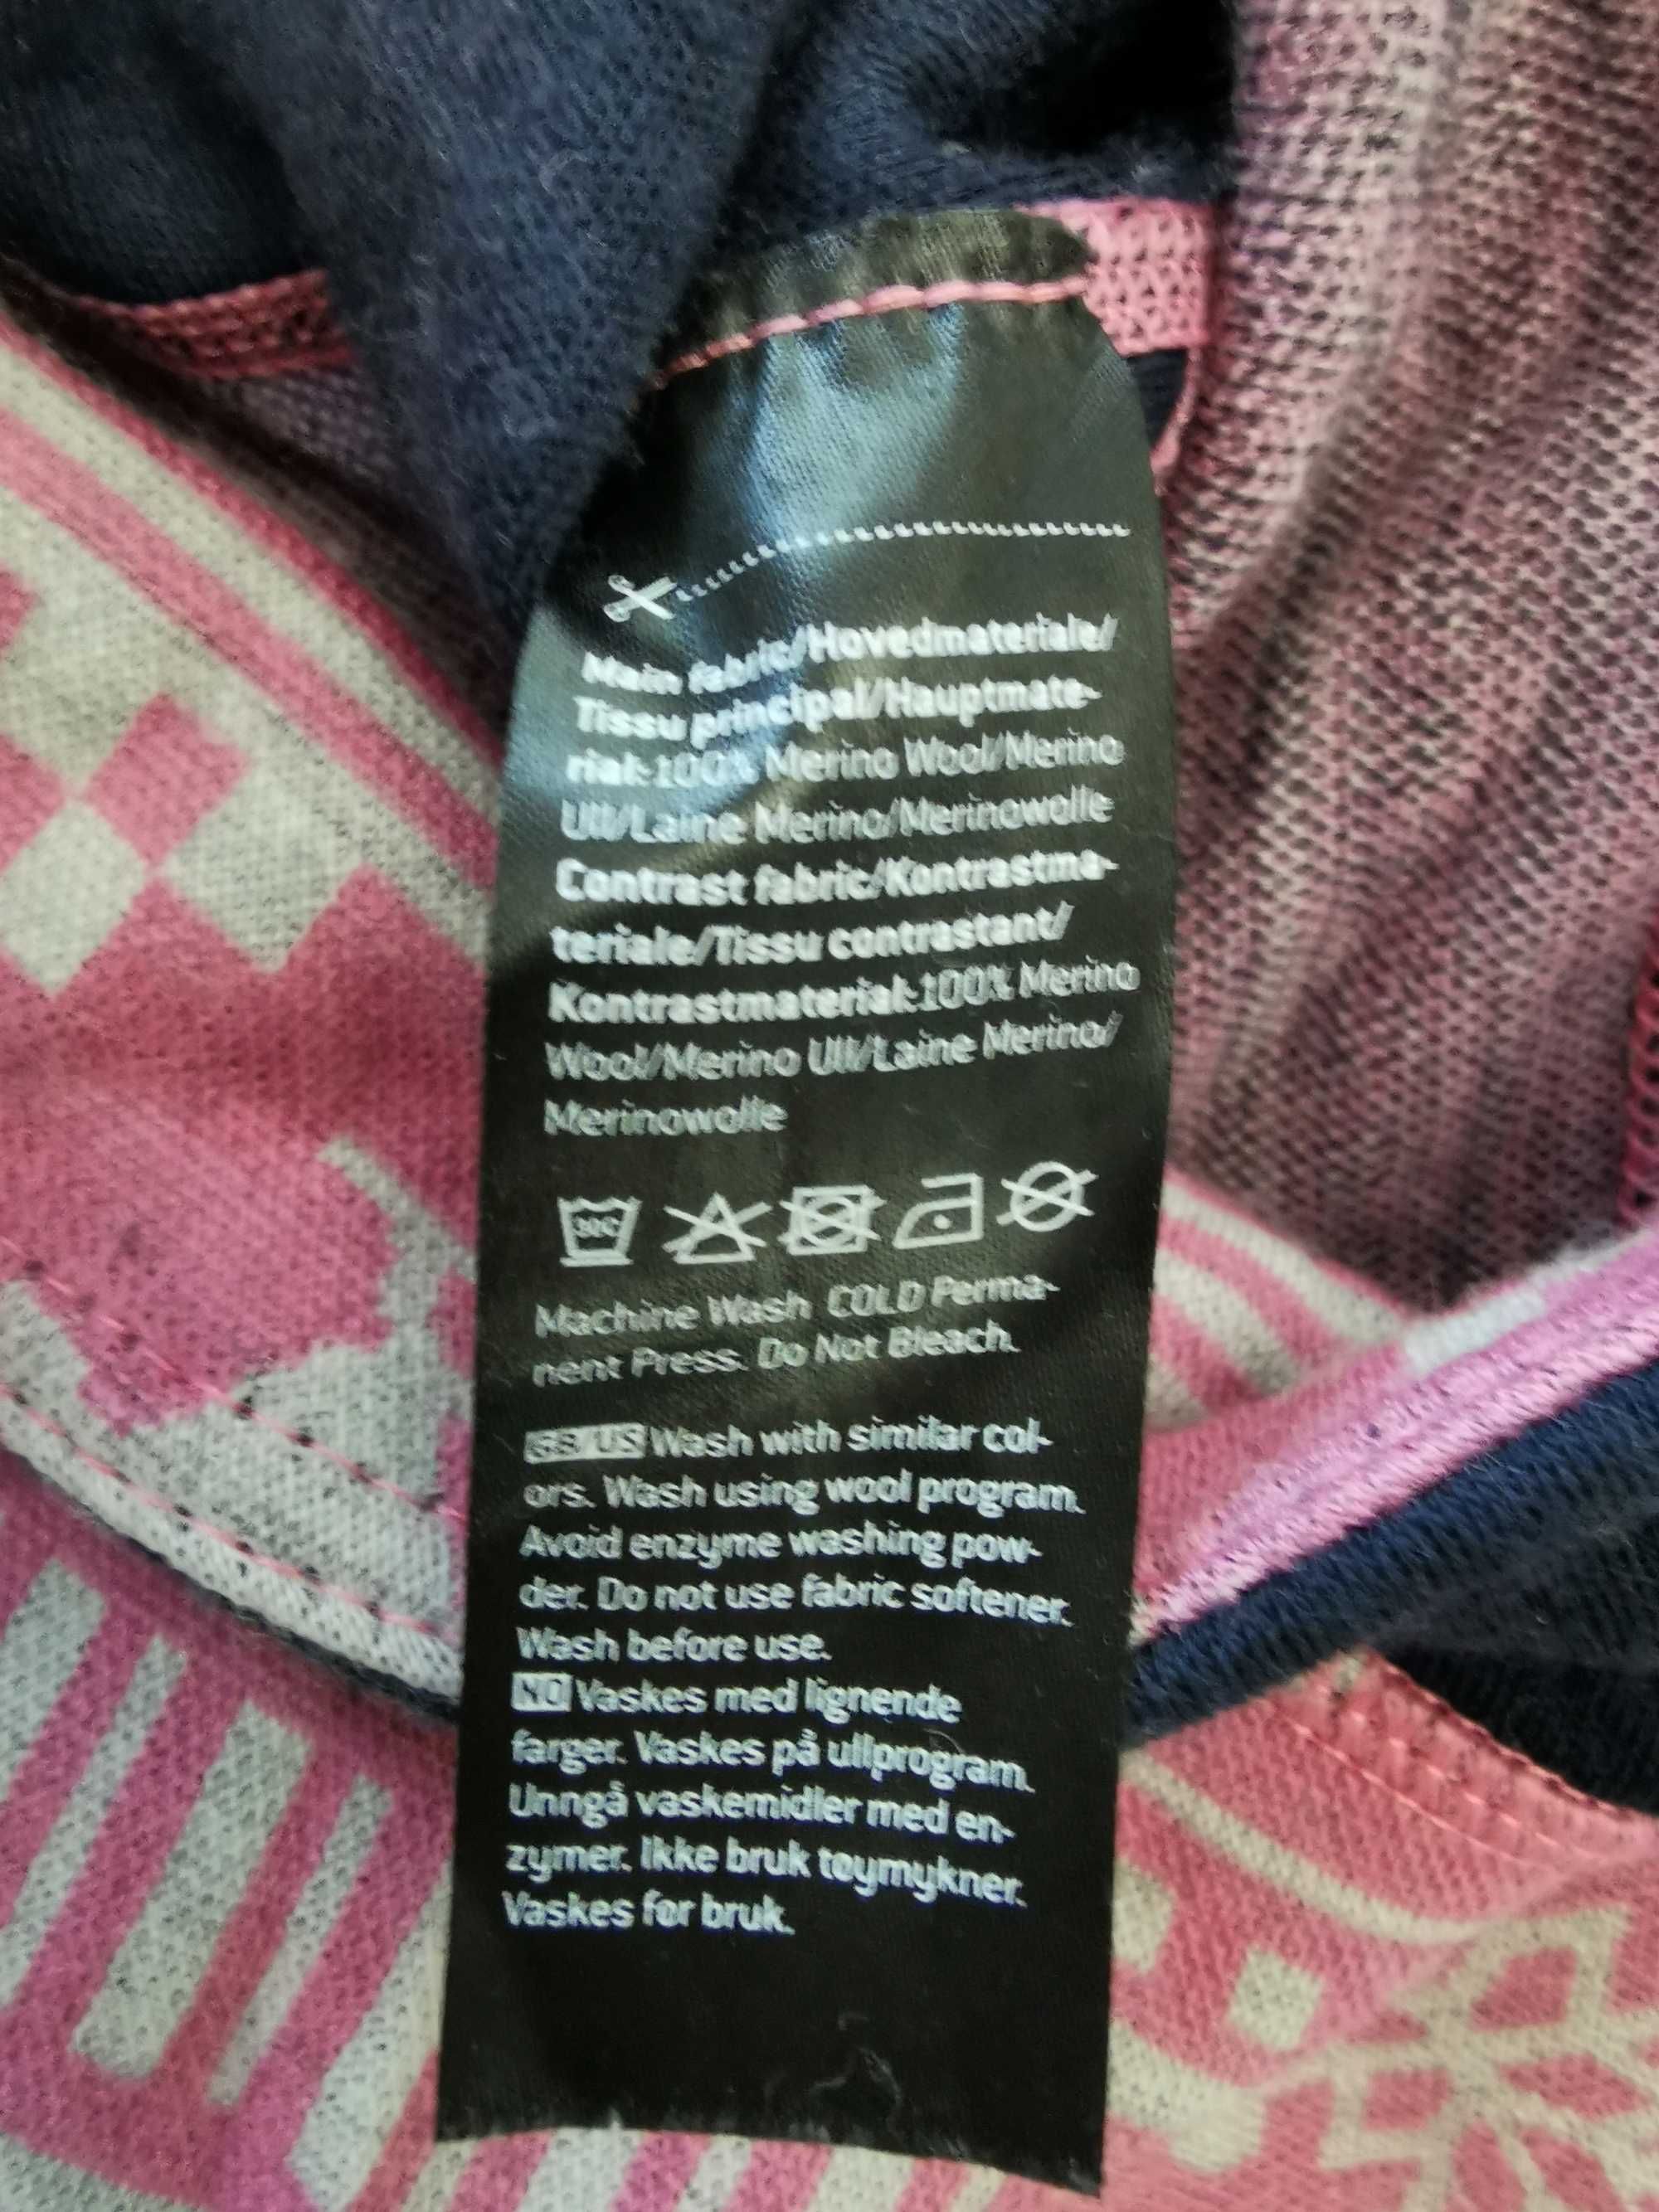 Main fabric/Hovedmateriale/
Tissu principal/Hauptmate-
rial:100% Merino Wool/Merino
Ull/Laine Merino/Merinowolle
Contrast fabric/Kontrastma-
teriale/Tissu contrastant/
Kontrastmaterial:100% Merino
Wool/Merino Ull/Laine Merino/
Merinowolle
30C
Machine Wash COLD Perma-
nent Press. Do Not Bleach.
GB/US Wash with similar col-
ors. Wash using wool program.
Avoid enzyme washing pow-
der. Do not use fabric softener.
Wash before use.
NO Vaskes med lignende
farger. Vaskes på ullprogram.
Unngå vaskemidler med en-
zymer. Ikke bruk tøymykner.
Vaskes før bruk.